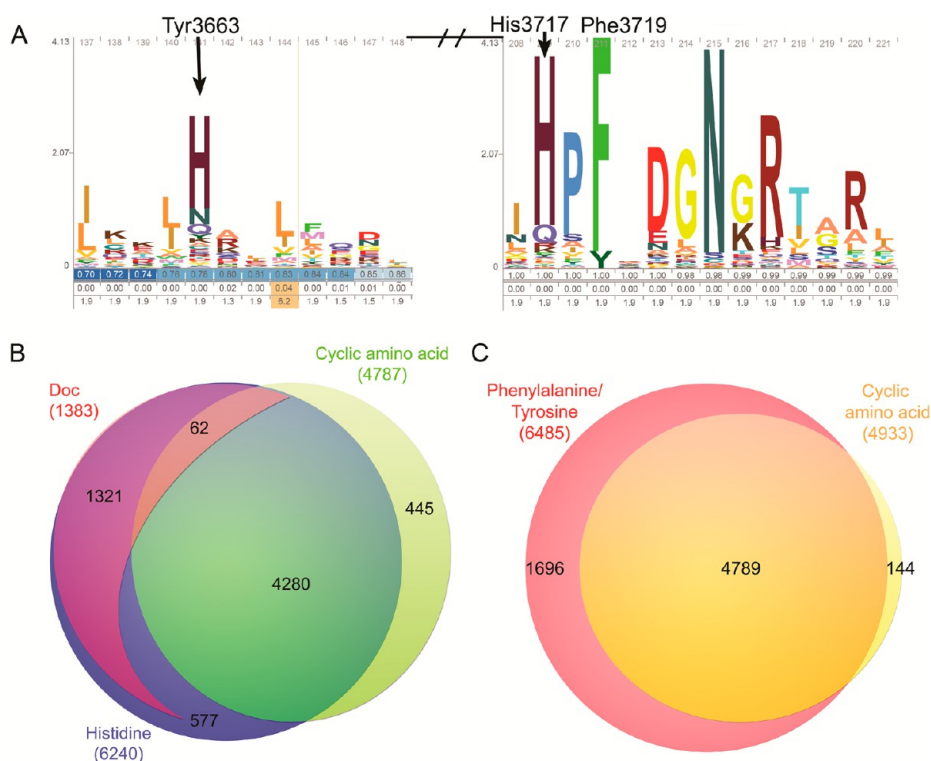 Tyr3663
His3717 Phe3719
A
4.13 137 138 139 140 141 142 143 144 145 146 147 148
4.13 208 210 211 212 213 214 215 216 217 218 219 220 221
2.07
2.07
0
0
0.70 0.72 0.74 0.76 0.78 0.80 0.81 0.83 0.84 0.84 0.85 0.86
0.00 0.00 0.00 0.00 0.00 0.02 0.00 0.04 0.00 0.01 0.01 0.00
1.9 1.9 1.9 1.9 1.9 1.3 1.9 6.2 1.9 1.5 1.5 1.9
1.00 1.00 1.00 1.00 1.00 0.98 0.98 0.98 0.99 0.99 0.99 0.99 0.99
0.00 0.00 0.00 0.00 0.00 0.00 0.00 0.00 0.00 0.00 0.00 0.00 0.00
1.9 1.9 1.9 1.9 1.9 1.9 1.9 1.9 1.9 1.9 1.9 1.9 1.9
H
H P F D G N G R T A R
Y K
B
Cyclic amino acid
(4787)
Doc
(1383)
62
1321
445
4280
577
Histidine
(6240)
C
Phenylalanine/
Tyrosine
(6485)
Cyclic
amino acid
(4933)
1696
4789
144